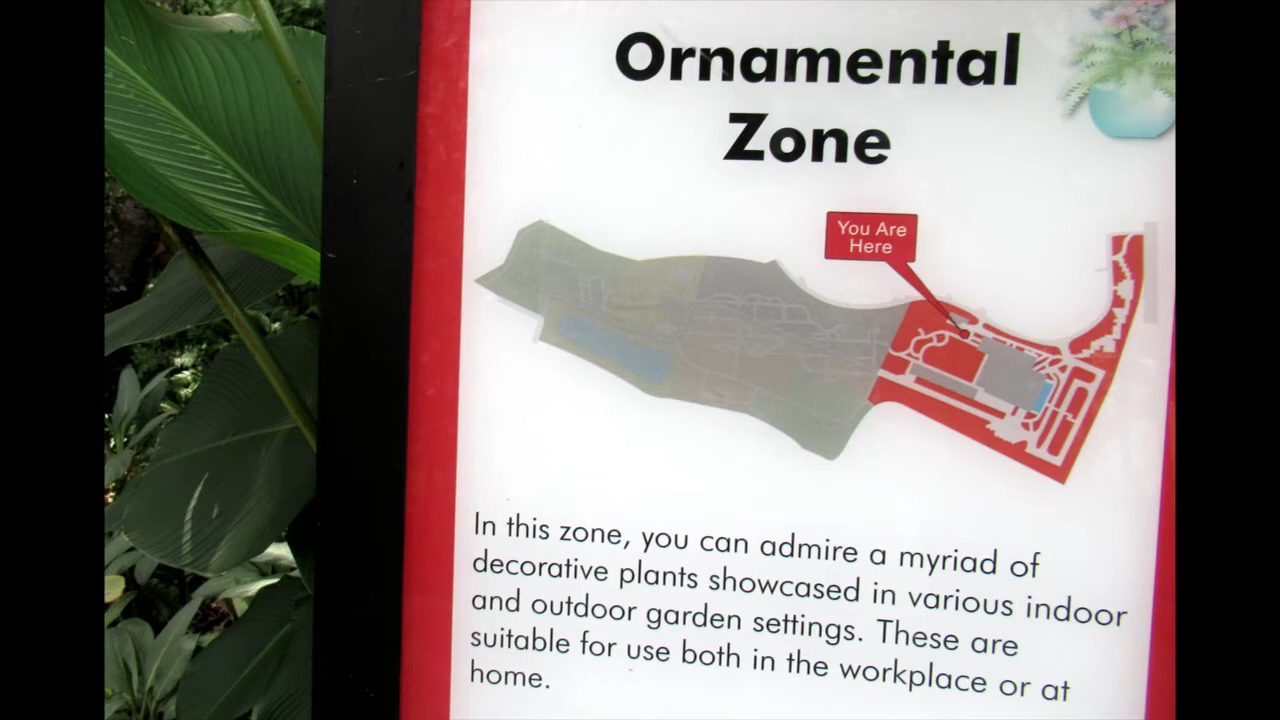 Ornamental
Zone
You Are
Here
In this zone, you can admire a myriad of
decorative plants showcased in various indoor
and outdoor garden settings. These are
suitable for use both in the workplace or at
home.